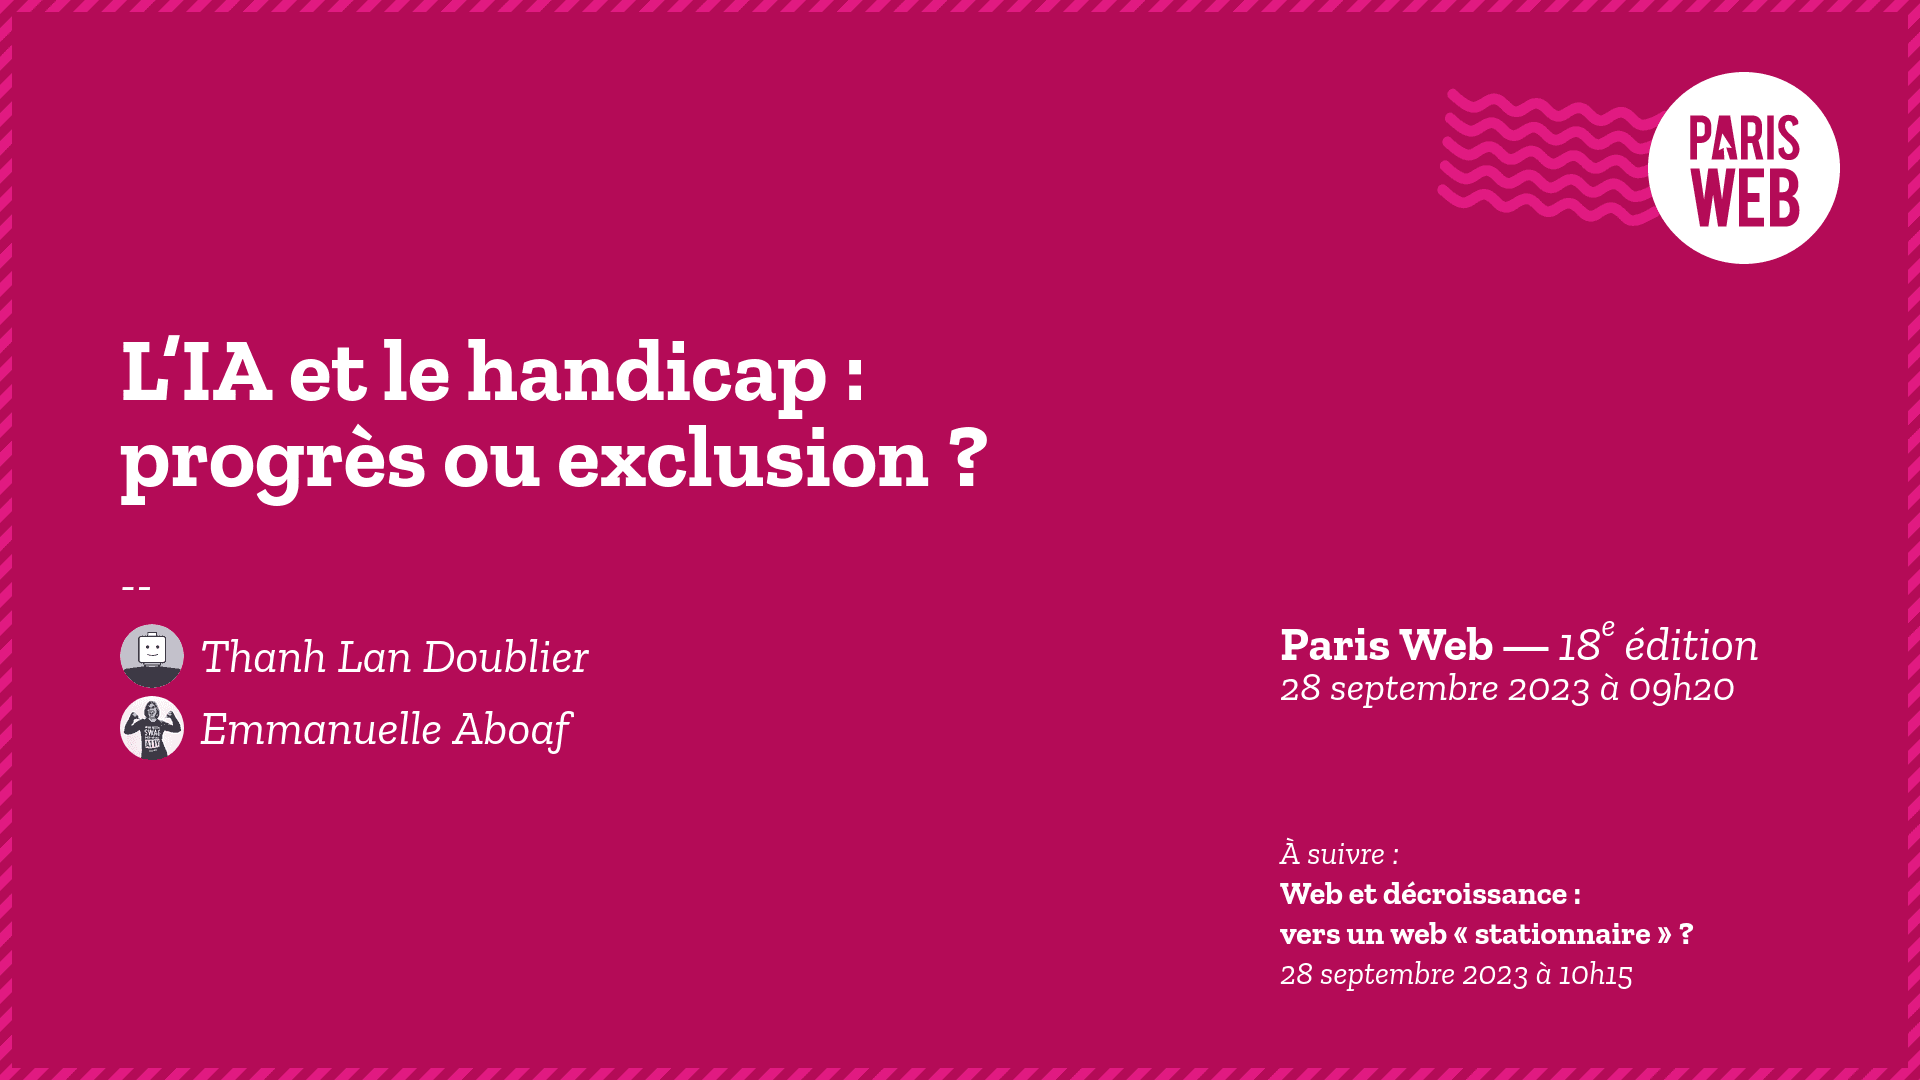 PARIS
WEB
L’IA et le handicap :
progrès ou exclusion ?
--
Thanh Lan Doublier
Emmanuelle Aboaf
Paris Web — 18e édition
28 septembre 2023 à 09h20
À suivre :
Web et décroissance :
vers un web « stationnaire » ?
28 septembre 2023 à 10h15